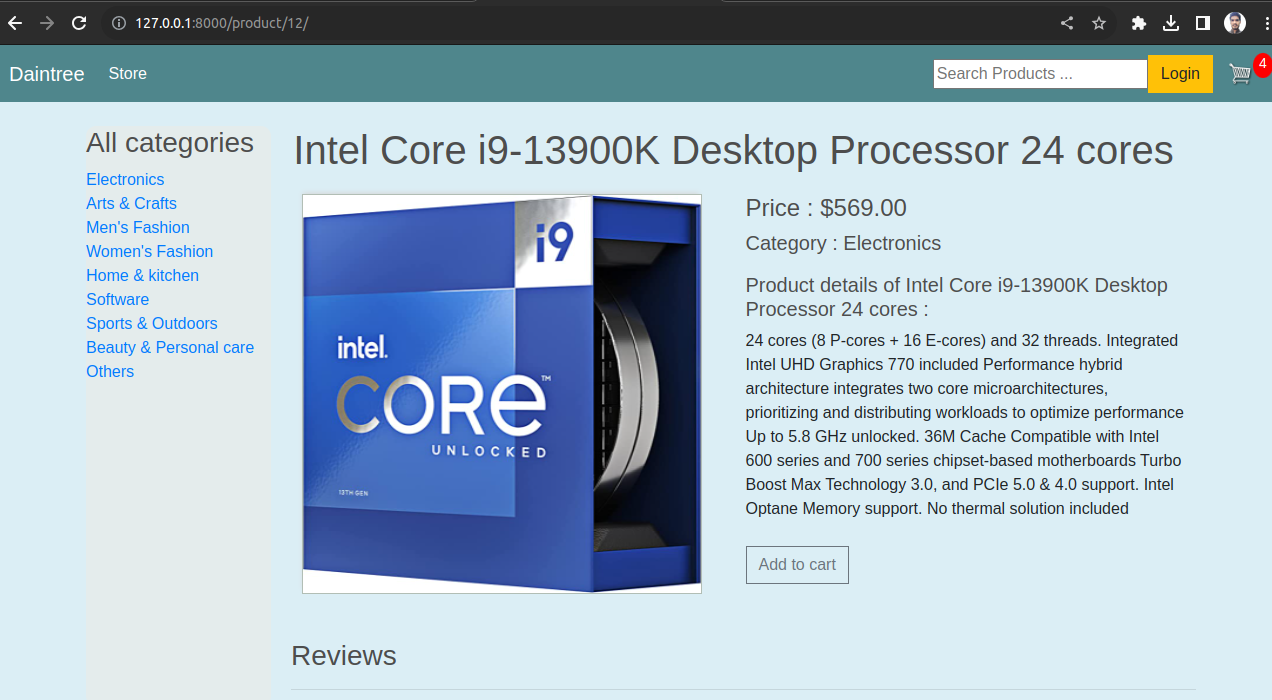 127.0.0.1:8000/product/12/
Daintree Store Search Products ... Login 4
All categories
Electronics
Arts & Crafts
Men's Fashion
Women's Fashion
Home & kitchen
Software
Sports & Outdoors
Beauty & Personal care
Others
Intel Core i9-13900K Desktop Processor 24 cores
i9
intel.
CORE™
UNLOCKED
13TH GEN
Price : $569.00
Category : Electronics
Product details of Intel Core i9-13900K Desktop
Processor 24 cores :
24 cores (8 P-cores + 16 E-cores) and 32 threads. Integrated
Intel UHD Graphics 770 included Performance hybrid
architecture integrates two core microarchitectures,
prioritizing and distributing workloads to optimize performance
Up to 5.8 GHz unlocked. 36M Cache Compatible with Intel
600 series and 700 series chipset-based motherboards Turbo
Boost Max Technology 3.0, and PCIe 5.0 & 4.0 support. Intel
Optane Memory support. No thermal solution included
Add to cart
Reviews